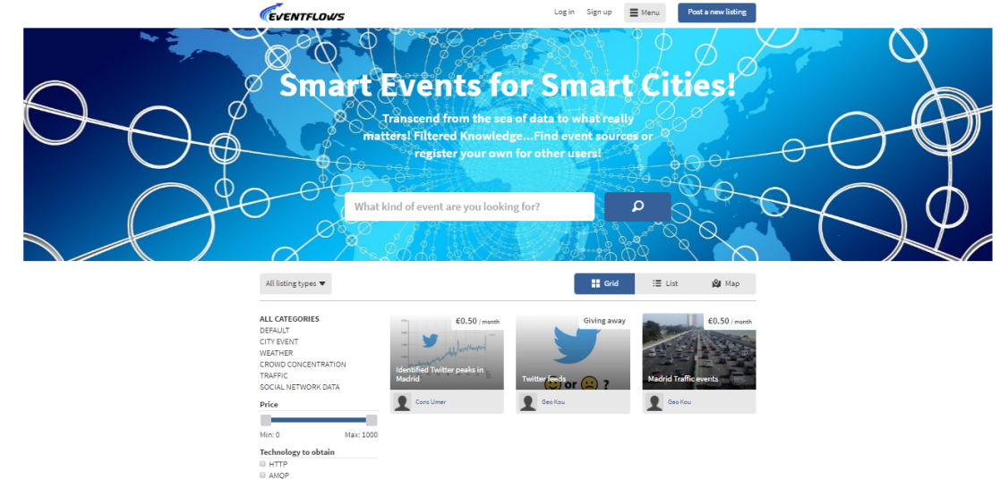 EVENTFLOWS
Log in
Sign up
Menu
Post a new listing
Smart Events for Smart Cities!
Transcend from the sea of data to what really
matters! Filtered Knowledge...Find event sources or
register your own for other users!
What kind of event are you looking for?
All listing types
Grid
List
Map
ALL CATEGORIES
DEFAULT
CITY EVENT
WEATHER
CROWD CONCENTRATION
TRAFFIC
SOCIAL NETWORK DATA
Price
Min: 0
Max: 1000
Technology to obtain
HTTP
AMQP
€0.50 / month
Identified Twitter peaks in
Madrid
Cons Umer
Giving away
or ?
Twitter feeds
Geo Kou
€0.50 / month
Madrid Traffic events
Geo Kou